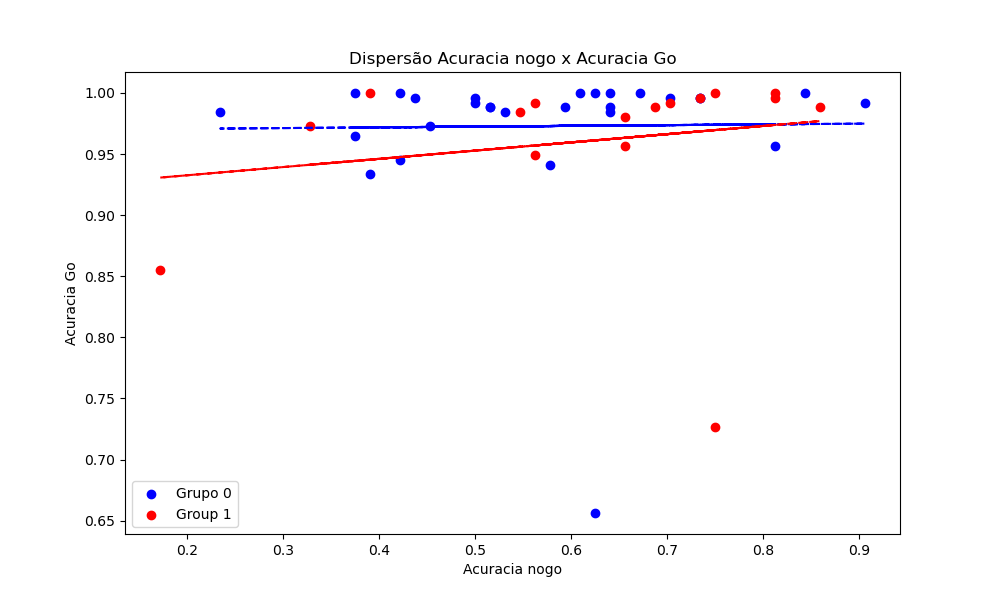 Dispersão Acuracia nogo x Acuracia Go
1.00
0.95
0.90
0.85
0.80
0.75
0.70
0.65
Acuracia Go
Grupo 0
Group 1
0.2 0.3 0.4 0.5 0.6 0.7 0.8 0.9
Acuracia nogo